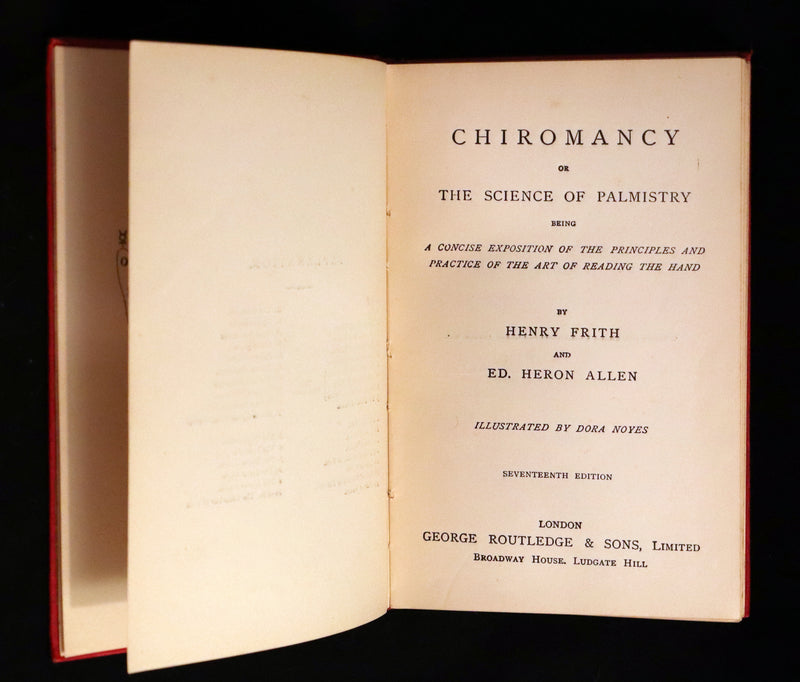 CHIROMANCY
OR
THE SCIENCE OF PALMISTRY
BEING
A CONCISE EXPOSITION OF THE PRINCIPLES AND
PRACTICE OF THE ART OF READING THE HAND
BY
HENRY FRITH
AND
ED. HERON ALLEN
ILLUSTRATED BY DORA NOYES
SEVENTEENTH EDITION
LONDON
GEORGE ROUTLEDGE & SONS, LIMITED
BROADWAY HOUSE. LUDGATE HILL